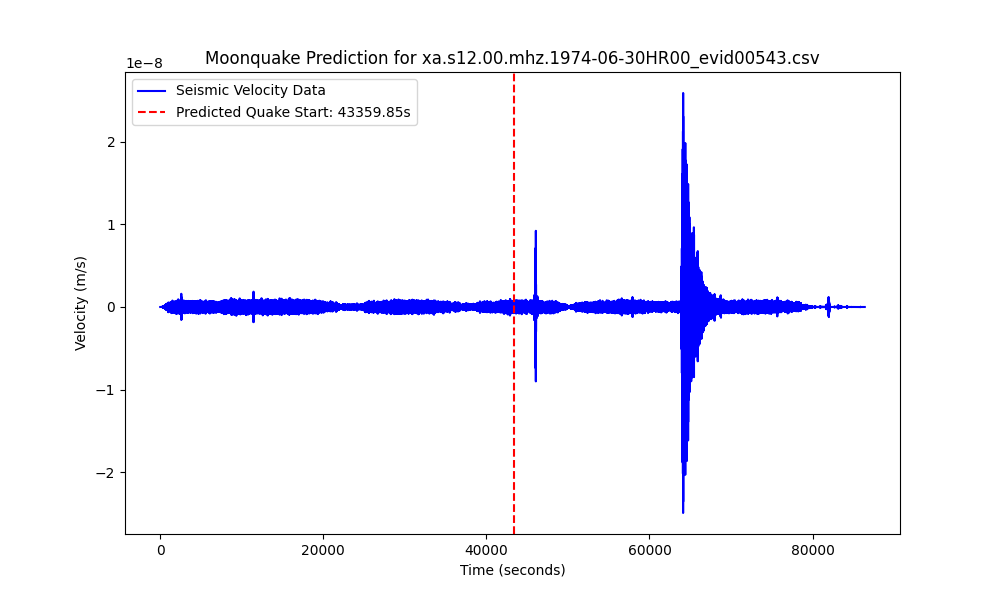 Moonquake Prediction for xa.s12.00.mhz.1974-06-30HR00_evid00543.csv
1e−8
Seismic Velocity Data
Predicted Quake Start: 43359.85s
2
1
0
−1
−2
Velocity (m/s)
0 20000 40000 60000 80000
Time (seconds)